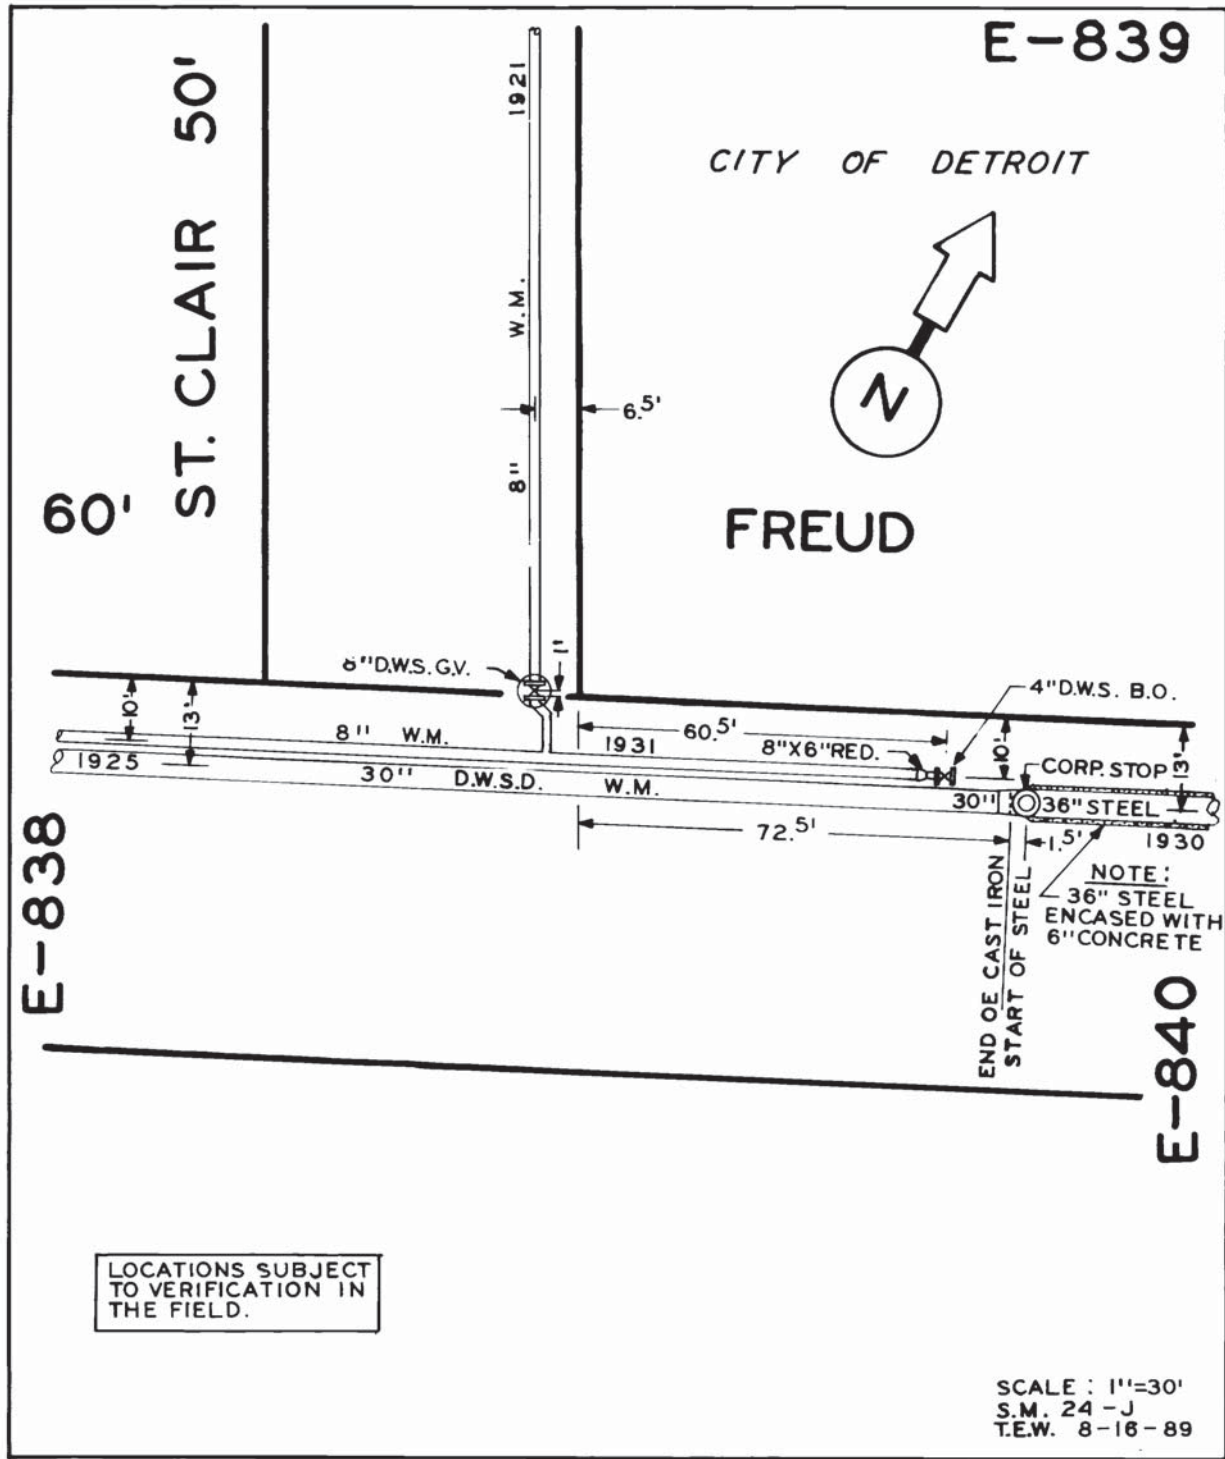 E-839
ST. CLAIR 50'
1921
CITY OF DETROIT
W.M.
6.5'
N
8"
60'
FREUD
1'
8"D.W.S.G.V.
4"D.W.S. B.O.
10'
13'
8" W.M.
60.5'
1931
8"X6"RED.
10'
13'
CORP. STOP
1925
30" D.W.S.D. W.M.
30"
36" STEEL
72.5'
1.5'
1930
NOTE:
36" STEEL
ENCASED WITH
6"CONCRETE
END OE CAST IRON
START OF STEEL
E-838
E-840
LOCATIONS SUBJECT
TO VERIFICATION IN
THE FIELD.
SCALE : 1"=30'
S.M. 24 -J
T.E.W. 8-16-89